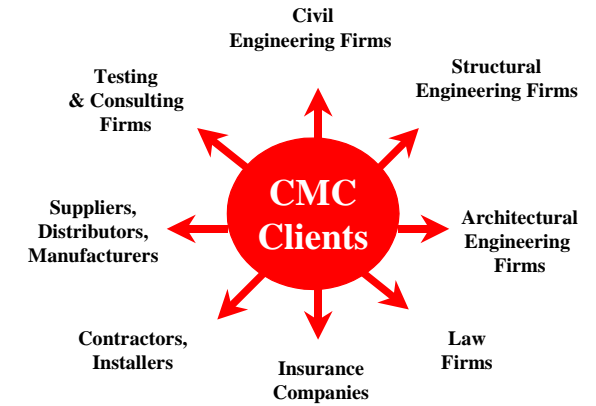 Civil
Engineering Firms
Structural
Engineering Firms
Testing
& Consulting
Firms
CMC
Clients
Suppliers,
Distributors,
Manufacturers
Architectural
Engineering
Firms
Contractors,
Installers
Law
Firms
Insurance
Companies